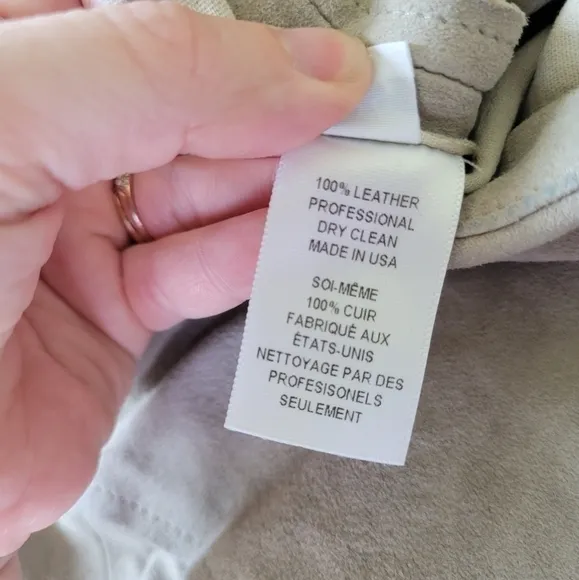 100% LEATHER
PROFESSIONAL
DRY CLEAN
MADE IN USA
SOI-MÊME
100% CUIR
FABRIQUÉ AUX
ÉTATS-UNIS
NETTOYAGE PAR DES
PROFESISONELS
SEULEMENT